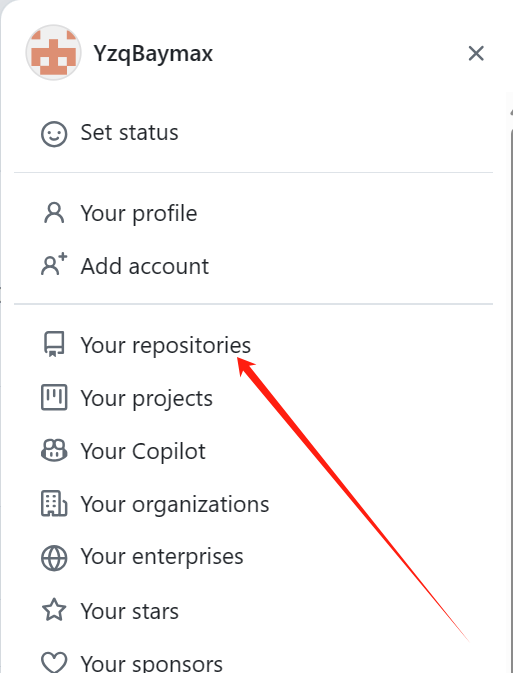 YzqBaymax
Set status
Your profile
Add account
Your repositories
Your projects
Your Copilot
Your organizations
Your enterprises
Your stars
Your sponsors